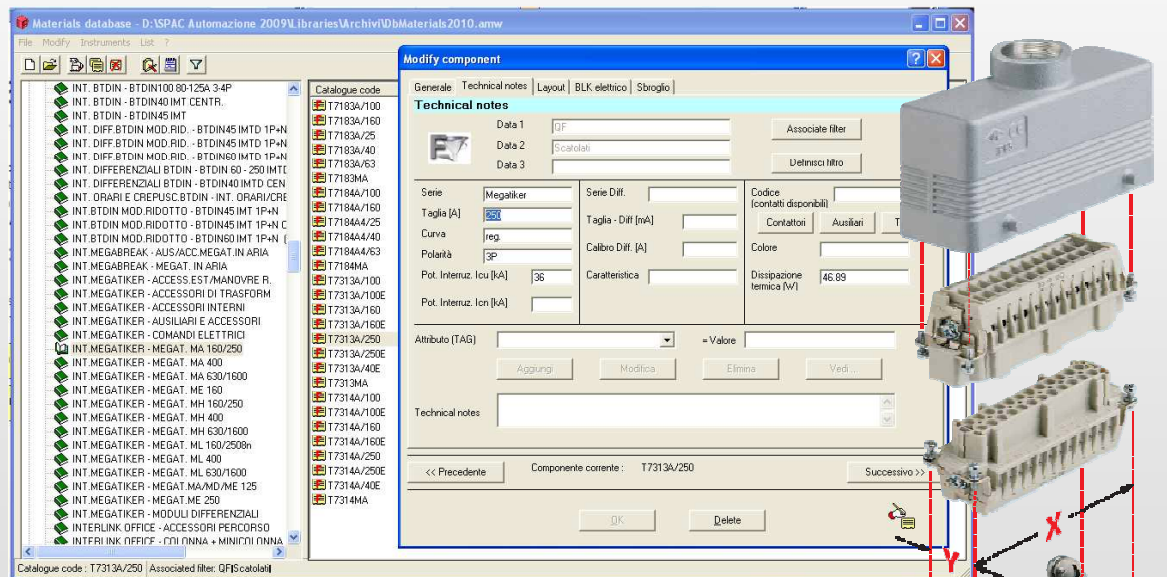 Materials database - D:\SPAC Automazione 2009\Libraries\Archivi\DbMaterials2010.amw
File Modify Instruments List ?
INT. BTDIN - BTDIN100 80-125A 3-4P
INT. BTDIN - BTDIN40 IMT CENTR.
INT. BTDIN - BTDIN45 IMT
INT. DIFF.BTDIN MOD.RID. - BTDIN45 IMTD 1P+N
INT. DIFF.BTDIN MOD.RID. - BTDIN45 IMTD 1P+N
INT. DIFF.BTDIN MOD.RID. - BTDIN60 IMTD 1P+N
INT. DIFFERENZIALI BTDIN - BTDIN 60 - 250 IMTD
INT. DIFFERENZIALI BTDIN - BTDIN40 IMTD CEN
INT. ORARI E CREPUSC.BTDIN - INT. ORARI/CRE
INT.BTDIN MOD.RIDOTTO - BTDIN45 IMT 1P+N
INT.BTDIN MOD.RIDOTTO - BTDIN45 IMT 1P+N C
INT.BTDIN MOD.RIDOTTO - BTDIN60 IMT 1P+N (
INT.MEGABREAK - AUS/ACC.MEGAT.IN ARIA
INT.MEGABREAK - MEGAT. IN ARIA
INT.MEGATIKER - ACCESS.EST/MANOVRE R.
INT.MEGATIKER - ACCESSORI DI TRASFORM
INT.MEGATIKER - ACCESSORI INTERNI
INT.MEGATIKER - AUSILIARI E ACCESSORI
INT.MEGATIKER - COMANDI ELETTRICI
INT.MEGATIKER - MEGAT. MA 160/250
INT.MEGATIKER - MEGAT. MA 400
INT.MEGATIKER - MEGAT. MA 630/1600
INT.MEGATIKER - MEGAT. ME 160
INT.MEGATIKER - MEGAT. MH 160/250
INT.MEGATIKER - MEGAT. MH 400
INT.MEGATIKER - MEGAT. MH 630/1600
INT.MEGATIKER - MEGAT. ML 160/2508n
INT.MEGATIKER - MEGAT. ML 400
INT.MEGATIKER - MEGAT. ML 630/1600
INT.MEGATIKER - MEGAT.MA/MD/ME 125
INT.MEGATIKER - MEGAT.ME 250
INT.MEGATIKER - MODULI DIFFERENZIALI
INTERLINK OFFICE - ACCESSORI PERCORSO
INTERLINK OFFICE - COLONNA + MINICOLONNA
Catalogue code
T7183A/100
T7183A/160
T7183A/25
T7183A/40
T7183A/63
T7183MA
T7184A/100
T7184A/160
T7184A4/25
T7184A4/40
T7184A4/63
T7184MA
T7313A/100
T7313A/100E
T7313A/160
T7313A/160E
T7313A/250
T7313A/250E
T7313A/40E
T7313MA
T7314A/100
T7314A/100E
T7314A/160
T7314A/160E
T7314A/250
T7314A/250E
T7314A/40E
T7314MA
Catalogue code : T7313A/250 Associated filter: QF|Scatolati|
Modify component
Generale Technical notes Layout BLK elettrico Sbroglio
Technical notes
F7
Data 1 QF
Data 2 Scatolati
Data 3
Associate filter
Definisci filtro
Serie Megatiker
Taglia [A] 250
Curva reg.
Polarità 3P
Pot. Interruz. Icu [kA] 36
Pot. Interruz. Icn [kA]
Serie Diff.
Taglia - Diff [mA]
Calibro Diff. [A]
Caratteristica
Codice
(contatti disponibili)
Contattori Ausiliari T
Colore
Dissipazione
termica (W) 46.89
Attributo (TAG) = Valore
Aggiungi Modifica Elimina Vedi...
Technical notes
<< Precedente Componente corrente : T7313A/250 Successivo >>
OK Delete
X
Y